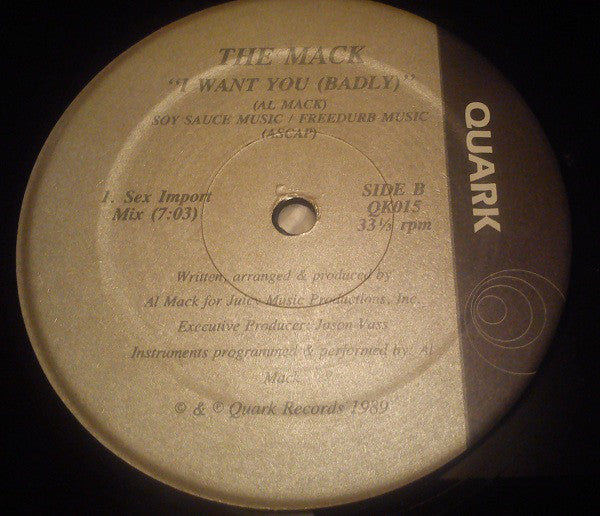 THE MACK
"I WANT YOU (BADLY)"
(AL MACK)
SOY SAUCE MUSIC / FREEDURB MUSIC
(ASCAP)
1. Sex Import
Mix (7:03)
SIDE B
QK015
33⅓ rpm
Written, arranged & produced by
Al Mack for Juicy Music Productions, Inc.
Executive Producer: Jason Vass
Instruments programmed & performed by: Al
Mack
© & ℗ Quark Records 1989
QUARK